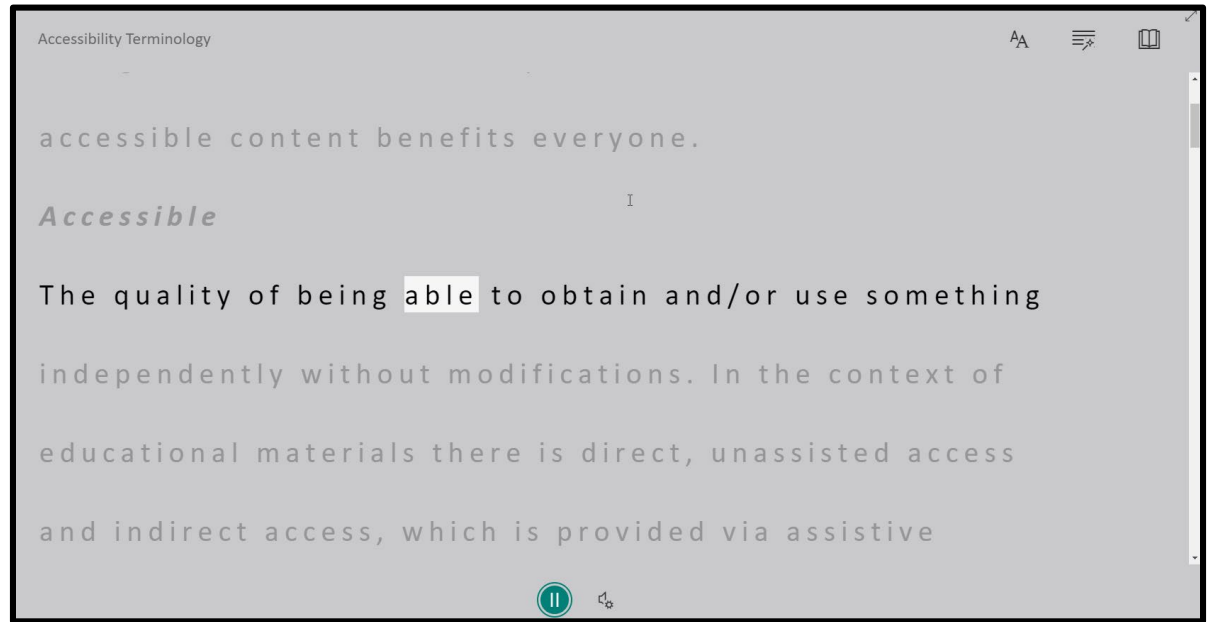 Accessibility Terminology
AA
accessible content benefits everyone.
Accessible
The quality of being able to obtain and/or use something
independently without modifications. In the context of
educational materials there is direct, unassisted access
and indirect access, which is provided via assistive